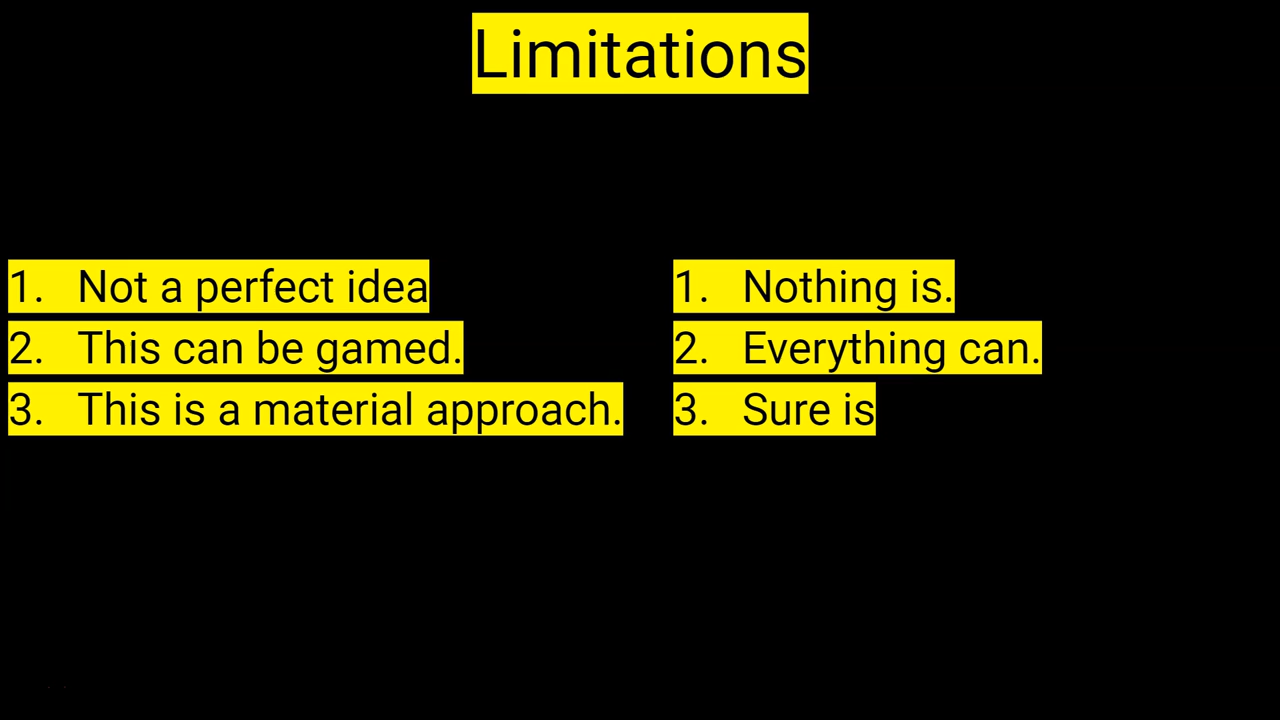 Limitations
1. Not a perfect idea
2. This can be gamed.
3. This is a material approach.
1. Nothing is.
2. Everything can.
3. Sure is